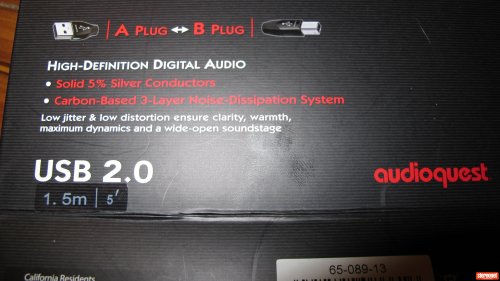 A PLUG ↔ B PLUG
HIGH-DEFINITION DIGITAL AUDIO
• Solid 5% Silver Conductors
• Carbon-Based 3-Layer Noise-Dissipation System
Low jitter & low distortion ensure clarity, warmth,
maximum dynamics and a wide-open soundstage
USB 2.0
audioquest
1.5m | 5′
65-089-13
California Residents
stereonet